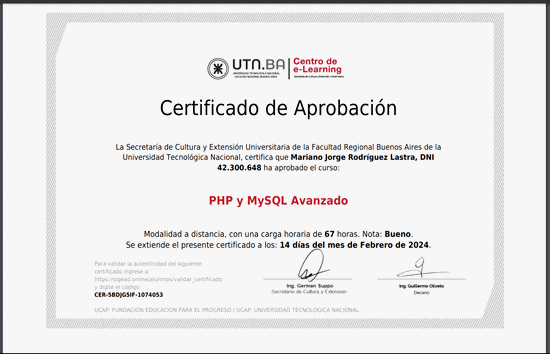 UTN.BA
UNIVERSIDAD TECNOLÓGICA NACIONAL
FACULTAD REGIONAL BUENOS AIRES
Centro de
e-Learning
Secretaría de Cultura y Extensión Universitaria
Certificado de Aprobación
La Secretaría de Cultura y Extensión Universitaria de la Facultad Regional Buenos Aires de la
Universidad Tecnológica Nacional, certifica que Mariano Jorge Rodríguez Lastra, DNI
42.300.648 ha aprobado el curso:
PHP y MySQL Avanzado
Modalidad a distancia, con una carga horaria de 67 horas. Nota: Bueno.
Se extiende el presente certificado a los: 14 días del mes de Febrero de 2024.
Para validar la autenticidad del siguiente
certificado ingrese a:
https://sigead.online/alumnos/validar_certificado
y digite el código:
CER-5BDJGSIF-1074053
Ing. German Suppo
Secretario de Cultura y Extensión
Ing. Guillermo Oliveto
Decano
UCAP: FUNDACION EDUCACION PARA EL PROGRESO / UCAP: UNIVERSIDAD TECNOLOGICA NACIONAL